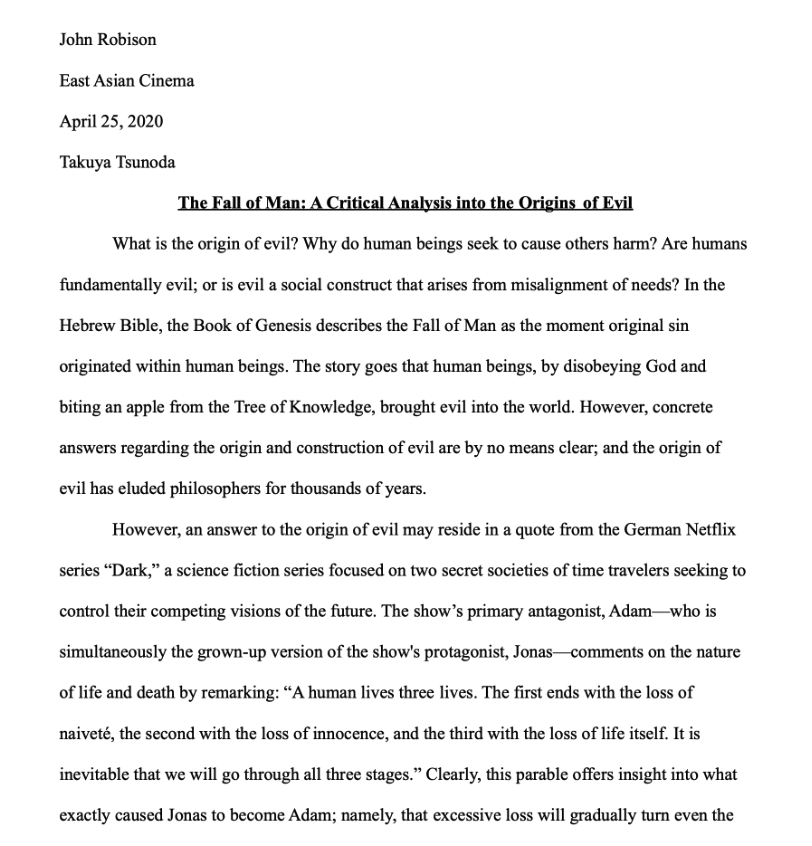 John Robison
East Asian Cinema
April 25, 2020
Takuya Tsunoda
The Fall of Man: A Critical Analysis into the Origins of Evil
What is the origin of evil? Why do human beings seek to cause others harm? Are humans
fundamentally evil; or is evil a social construct that arises from misalignment of needs? In the
Hebrew Bible, the Book of Genesis describes the Fall of Man as the moment original sin
originated within human beings. The story goes that human beings, by disobeying God and
biting an apple from the Tree of Knowledge, brought evil into the world. However, concrete
answers regarding the origin and construction of evil are by no means clear; and the origin of
evil has eluded philosophers for thousands of years.
However, an answer to the origin of evil may reside in a quote from the German Netflix
series “Dark,” a science fiction series focused on two secret societies of time travelers seeking to
control their competing visions of the future. The show’s primary antagonist, Adam—who is
simultaneously the grown-up version of the show's protagonist, Jonas—comments on the nature
of life and death by remarking: “A human lives three lives. The first ends with the loss of
naiveté, the second with the loss of innocence, and the third with the loss of life itself. It is
inevitable that we will go through all three stages.” Clearly, this parable offers insight into what
exactly caused Jonas to become Adam; namely, that excessive loss will gradually turn even the